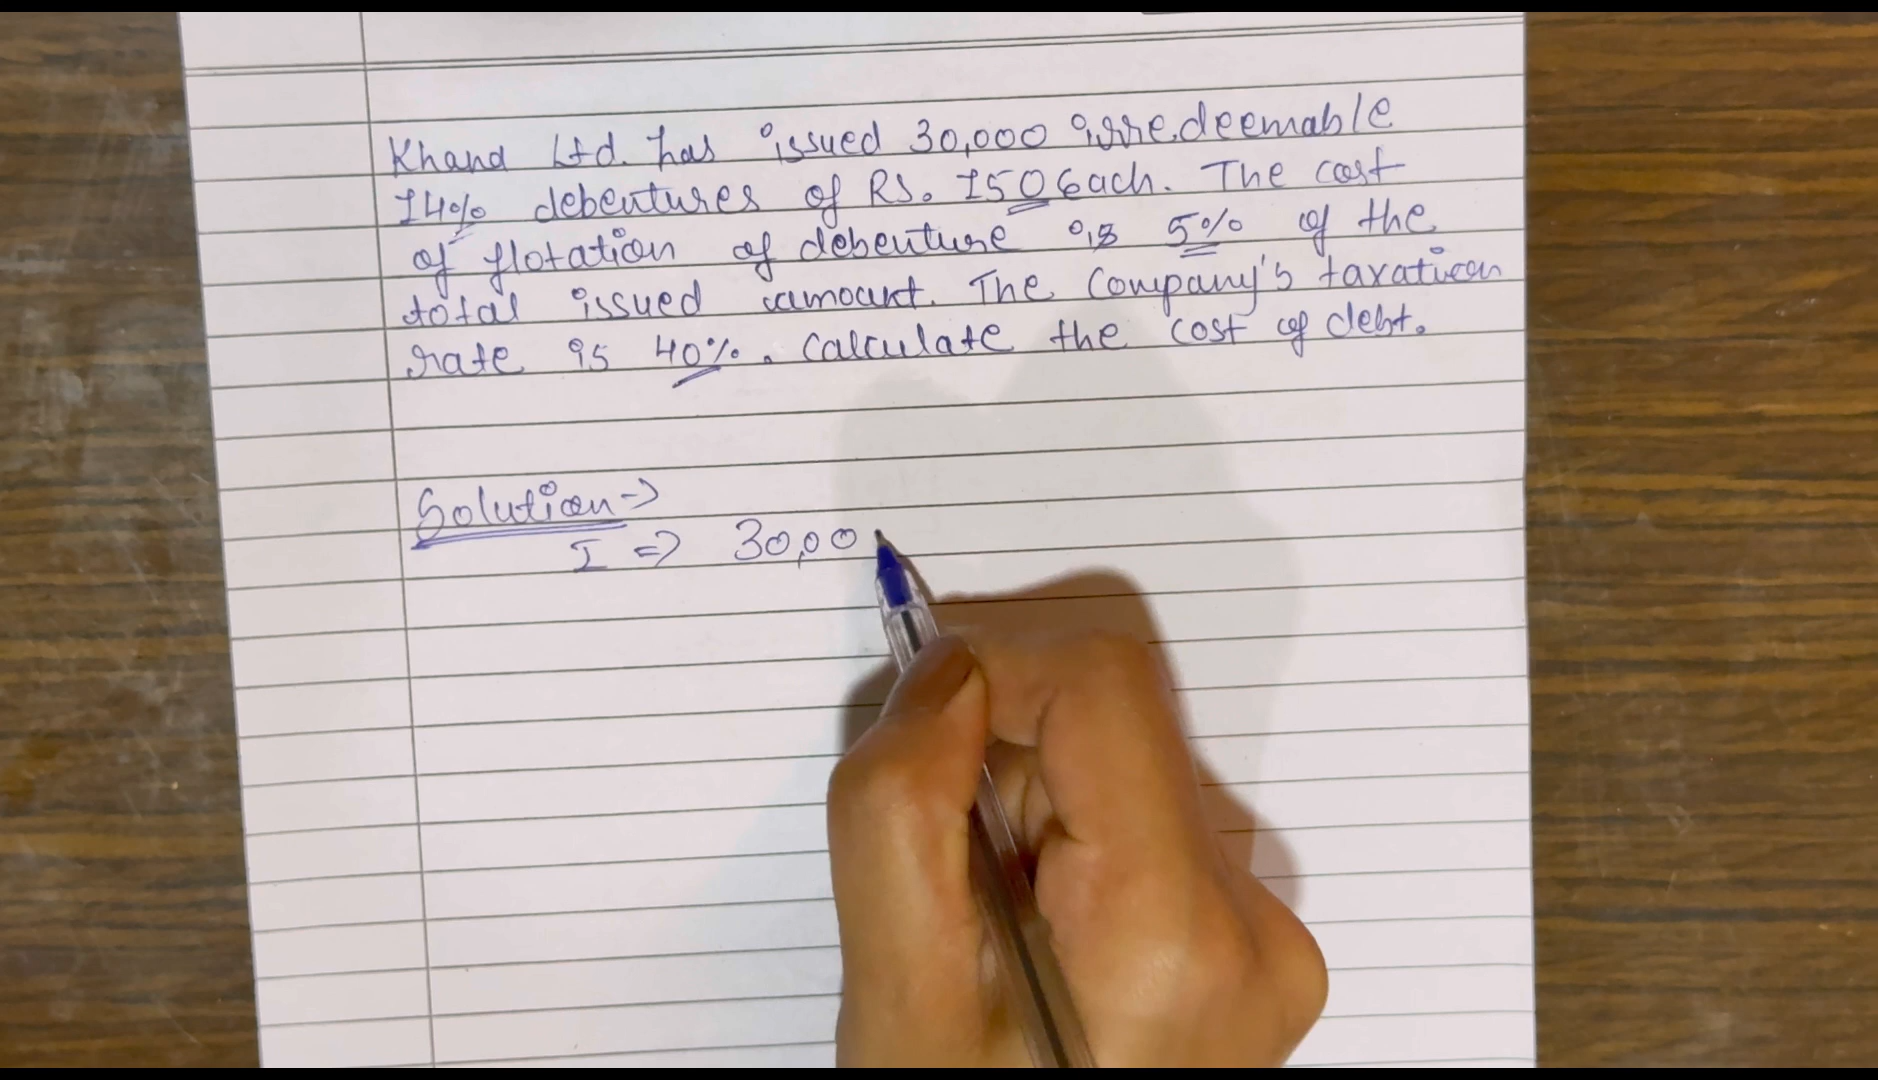 Khand Ltd. has issued 30,000 irredeemable
14% debentures of Rs. 150 each. The cost
of flotation of debenture is 5% of the
total issued amount. The Company's taxation
rate is 40%. Calculate the cost of debt.
Solution→
I ⇒ 30,00